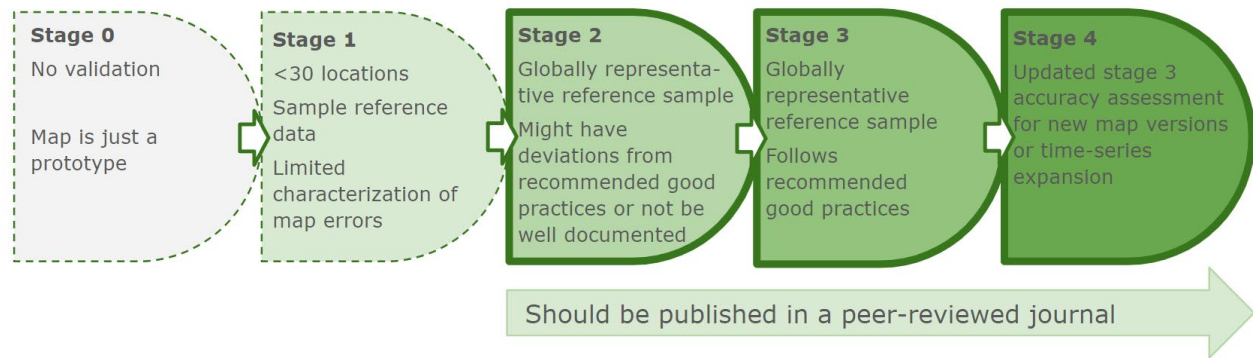 Stage 0
No validation
Map is just a
prototype
Stage 1
<30 locations
Sample reference
data
Limited
characterization of
map errors
Stage 2
Globally representa-
tive reference sample
Might have
deviations from
recommended good
practices or not be
well documented
Stage 3
Globally
representative
reference sample
Follows
recommended
good practices
Stage 4
Updated stage 3
accuracy assessment
for new map versions
or time-series
expansion
Should be published in a peer-reviewed journal